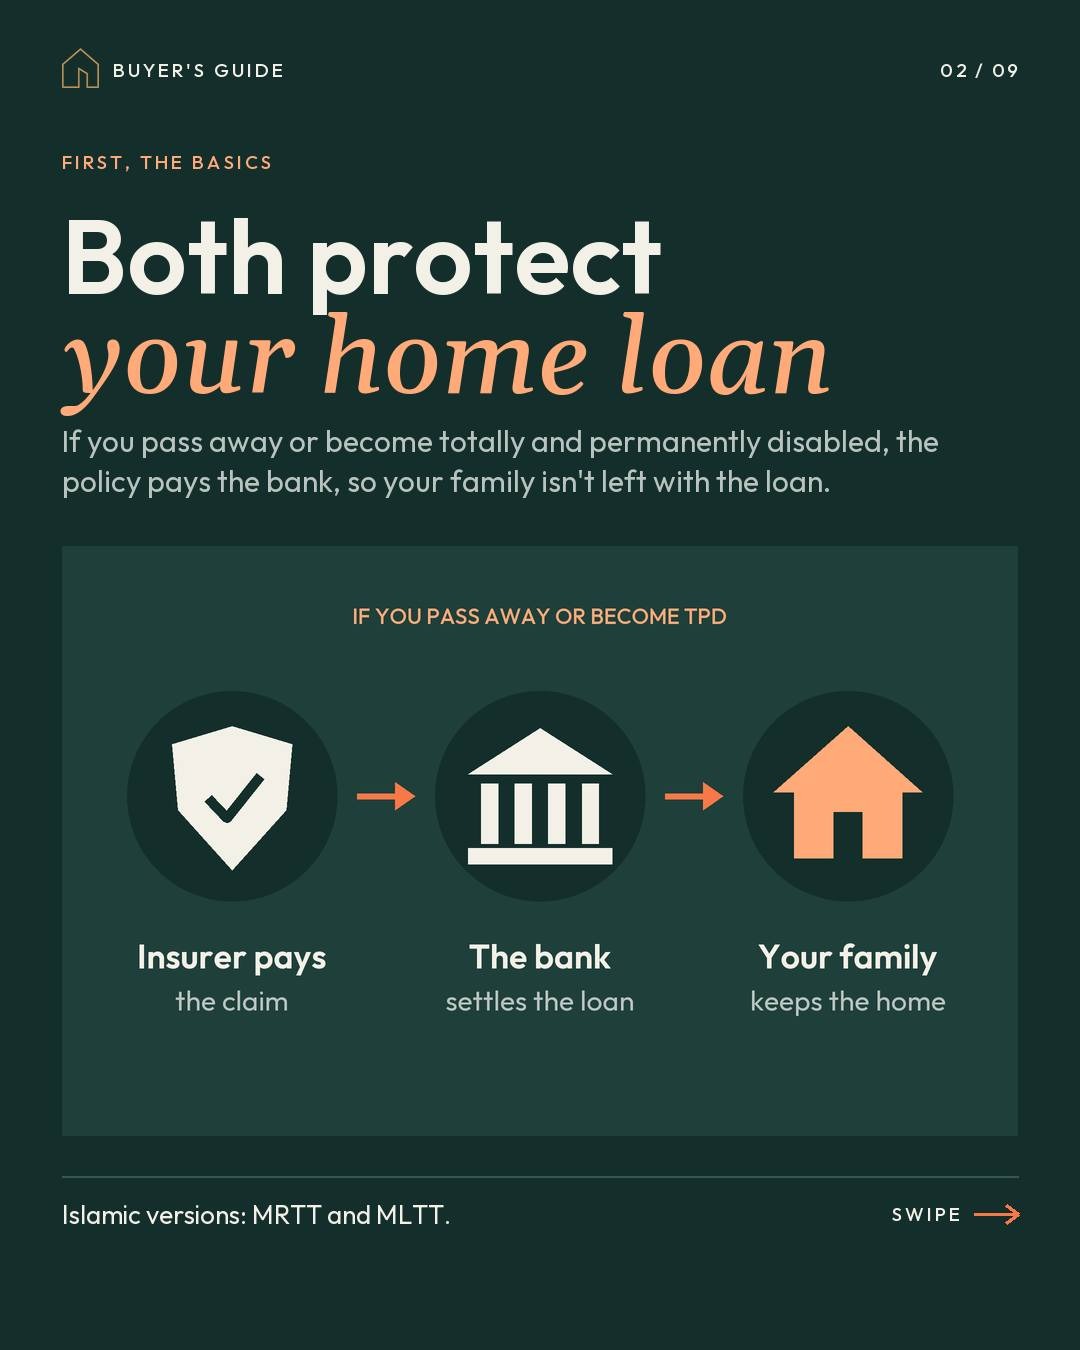 BUYER'S GUIDE
02 / 09
FIRST, THE BASICS
Both protect
your home loan
If you pass away or become totally and permanently disabled, the
policy pays the bank, so your family isn't left with the loan.
IF YOU PASS AWAY OR BECOME TPD
Insurer pays
the claim
The bank
settles the loan
Your family
keeps the home
Islamic versions: MRTT and MLTT.
SWIPE